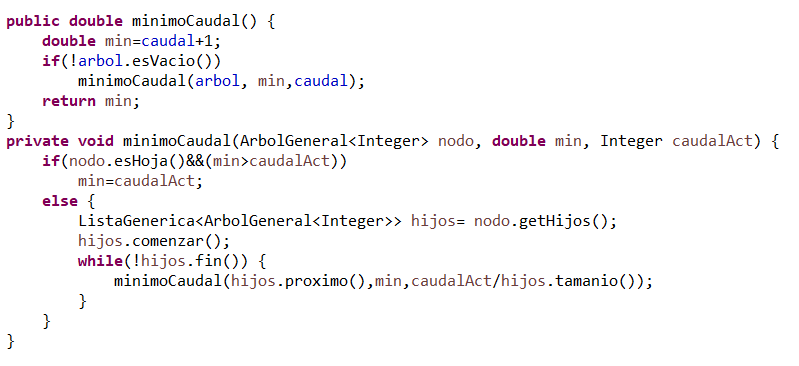 public double minimoCaudal() {
    double min=caudal+1;
    if(!arbol.esVacio())
        minimoCaudal(arbol, min,caudal);
    return min;
}
private void minimoCaudal(ArbolGeneral<Integer> nodo, double min, Integer caudalAct) {
    if(nodo.esHoja()&&(min>caudalAct))
        min=caudalAct;
    else {
        ListaGenerica<ArbolGeneral<Integer>> hijos= nodo.getHijos();
        hijos.comenzar();
        while(!hijos.fin()) {
            minimoCaudal(hijos.proximo(),min,caudalAct/hijos.tamanio());
        }
    }
}